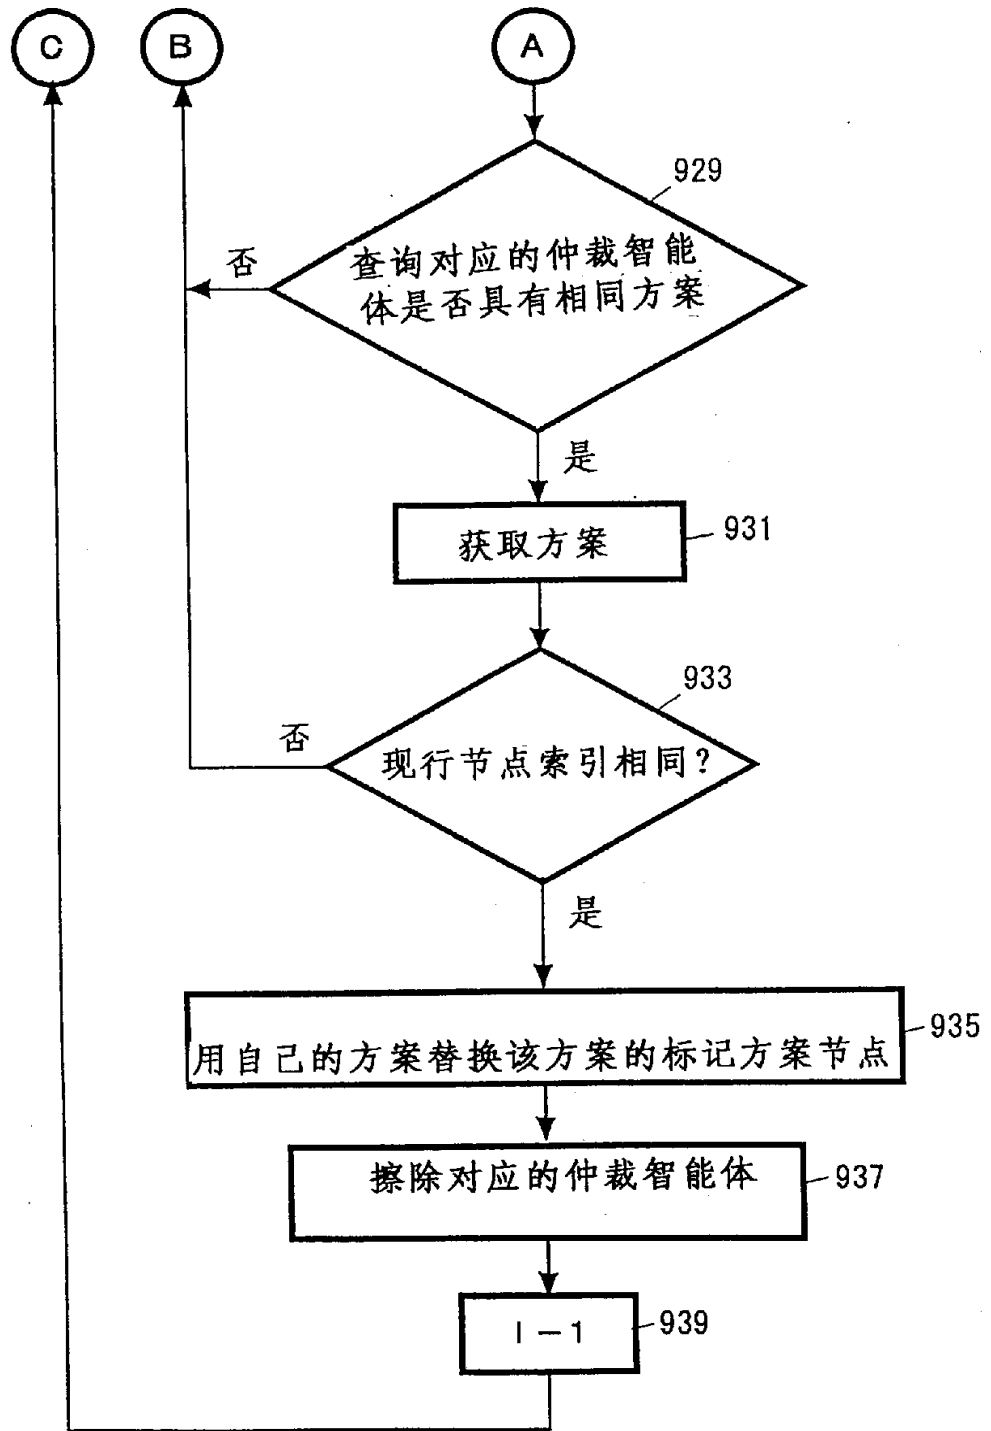 C
B
A
929
查询对应的仲裁智能
体是否具有相同方案
否
是
获取方案
931
933
现行节点索引相同？
否
是
用自己的方案替换该方案的标记方案节点
935
擦除对应的仲裁智能体
937
I－1
939